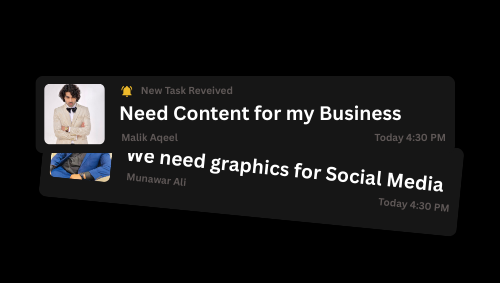 New Task Reveived
Need Content for my Business
Malik Aqeel
Today 4:30 PM
We need graphics for Social Media
Munawar Ali
Today 4:30 PM